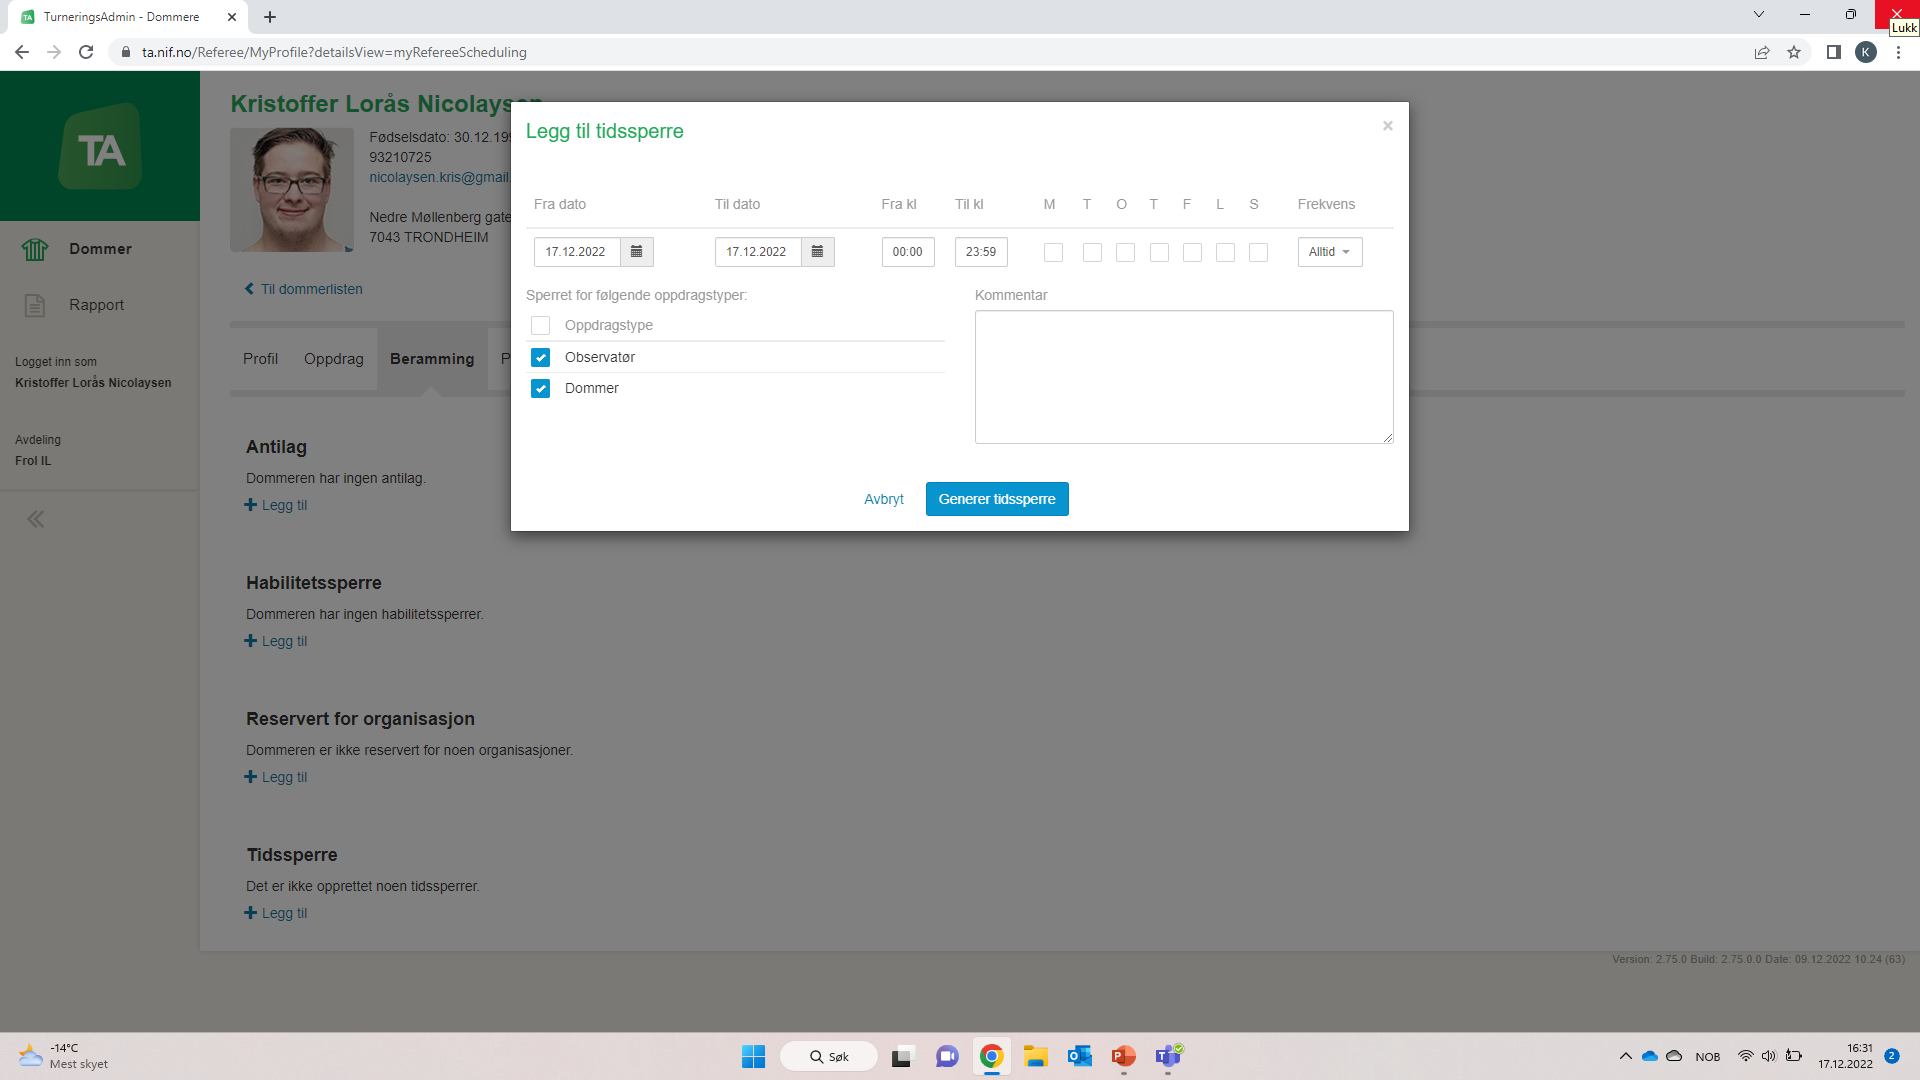 TurneringsAdmin - Dommere
Lukk
ta.nif.no/Referee/MyProfile?detailsView=myRefereeScheduling
K
TA
Dommer
Rapport
Logget inn som
Kristoffer Lorås Nicolaysen
Avdeling
Frol IL
Kristoffer Lorås Nicolaysen
Fødselsdato: 30.12.199
93210725
nicolaysen.kris@gmail.
Nedre Møllenberg gate
7043 TRONDHEIM
Til dommerlisten
Profil Oppdrag Beramming P
Antilag
Dommeren har ingen antilag.
Legg til
Habilitetssperre
Dommeren har ingen habilitetssperrer.
Legg til
Reservert for organisasjon
Dommeren er ikke reservert for noen organisasjoner.
Legg til
Tidssperre
Det er ikke opprettet noen tidssperrer.
Legg til
Legg til tidssperre
Fra dato Til dato Fra kl Til kl M T O T F L S Frekvens
17.12.2022 17.12.2022 00:00 23:59 Alltid
Sperret for følgende oppdragstyper:
Oppdragstype
Observatør
Dommer
Kommentar
Avbryt Generer tidssperre
Version: 2.75.0 Build: 2.75.0.0 Date: 09.12.2022 10.24 (63)
-14°C
Mest skyet
Søk
NOB
16:31
17.12.2022
2